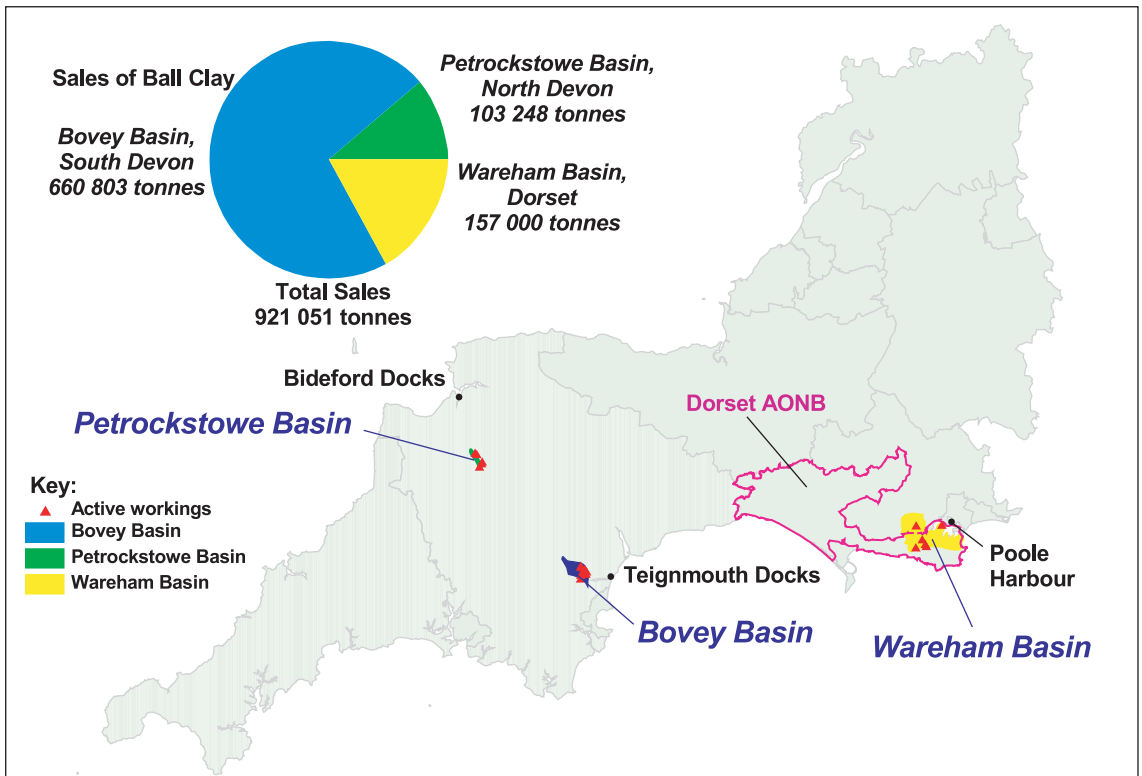 Sales of Ball Clay
Petrockstowe Basin,
North Devon
103 248 tonnes
Bovey Basin,
South Devon
660 803 tonnes
Wareham Basin,
Dorset
157 000 tonnes
Total Sales
921 051 tonnes
Bideford Docks
Petrockstowe Basin
Dorset AONB
Key:
Active workings
Bovey Basin
Petrockstowe Basin
Wareham Basin
Teignmouth Docks
Bovey Basin
Poole
Harbour
Wareham Basin